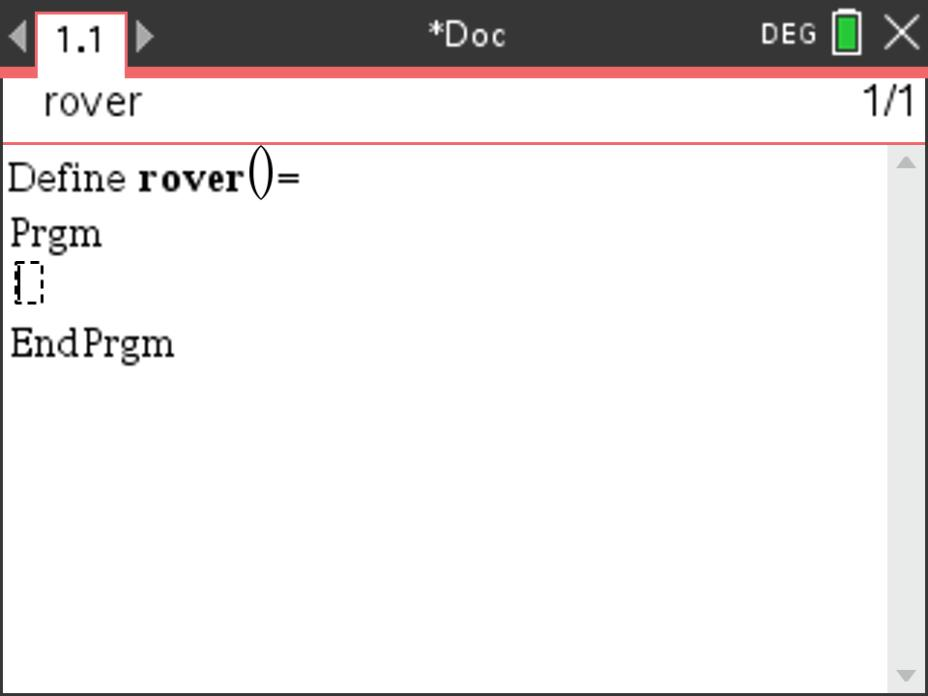 1.1 *Doc DEG
rover 1/1
Define rover()=
Prgm
EndPrgm